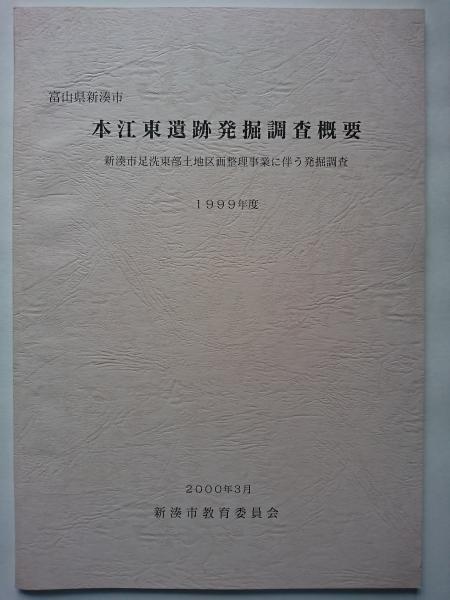 富山県新湊市
本江東遺跡発掘調査概要
新湊市足洗東部土地区画整理事業に伴う発掘調査
1999年度
2000年3月
新湊市教育委員会